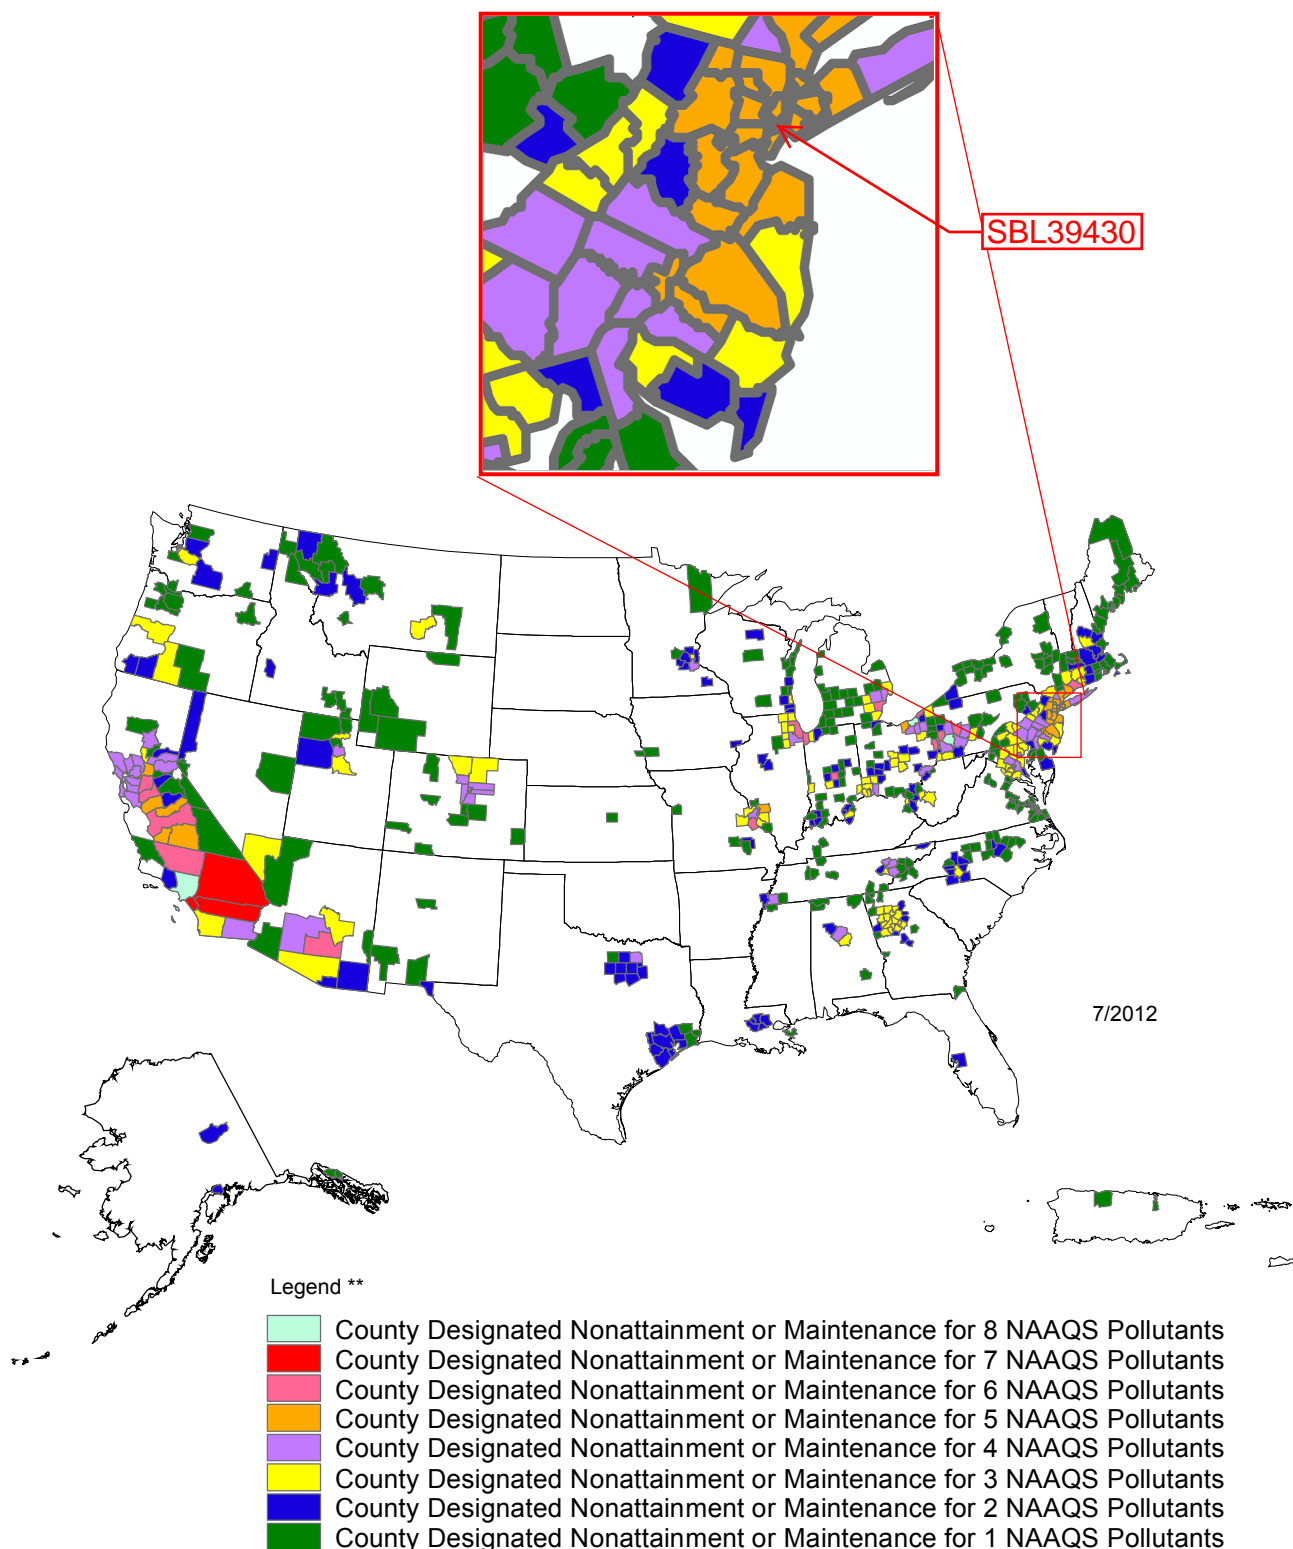 SBL39430
7/2012
Legend **
County Designated Nonattainment or Maintenance for 8 NAAQS Pollutants
County Designated Nonattainment or Maintenance for 7 NAAQS Pollutants
County Designated Nonattainment or Maintenance for 6 NAAQS Pollutants
County Designated Nonattainment or Maintenance for 5 NAAQS Pollutants
County Designated Nonattainment or Maintenance for 4 NAAQS Pollutants
County Designated Nonattainment or Maintenance for 3 NAAQS Pollutants
County Designated Nonattainment or Maintenance for 2 NAAQS Pollutants
County Designated Nonattainment or Maintenance for 1 NAAQS Pollutants